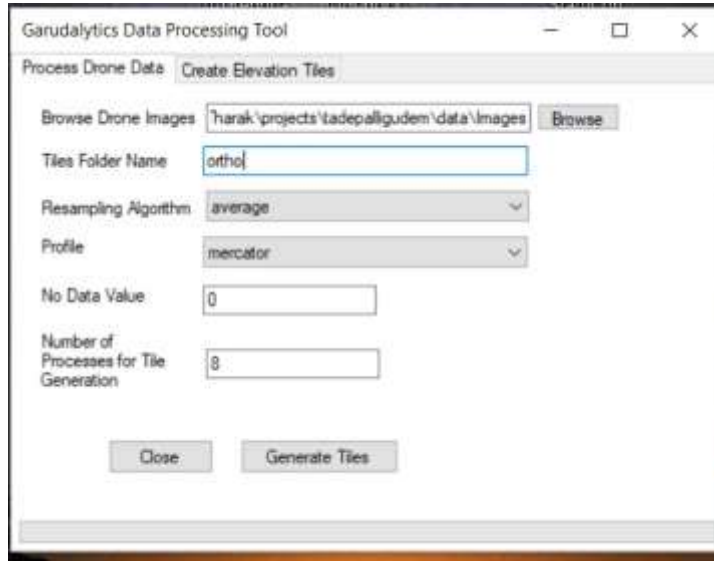 Garudalytics Data Processing Tool
Process Drone Data
Create Elevation Tiles
Browse Drone Images
harak\projects\tadepalligudem\data\Images
Browse
Tiles Folder Name
ortho
Resampling Algorithm
average
Profile
mercator
No Data Value
0
Number of
Processes for Tile
Generation
8
Close
Generate Tiles